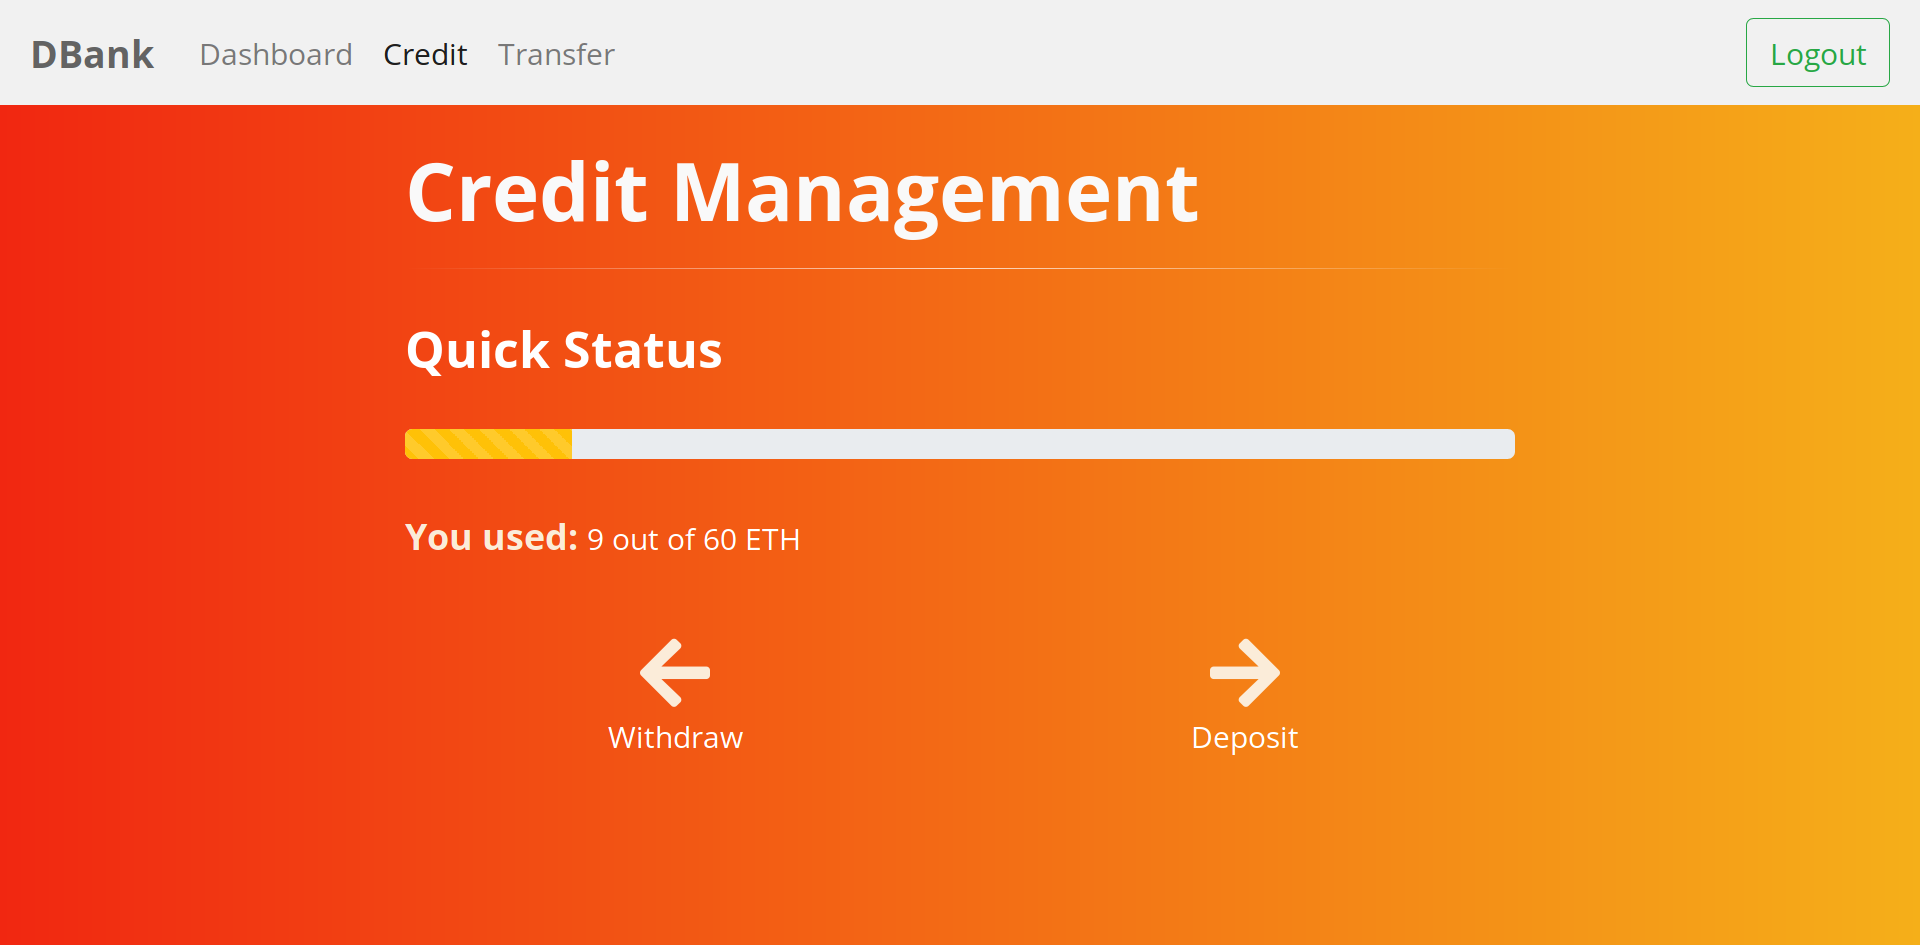 DBank Dashboard Credit Transfer Logout
Credit Management
Quick Status
You used: 9 out of 60 ETH
Withdraw Deposit